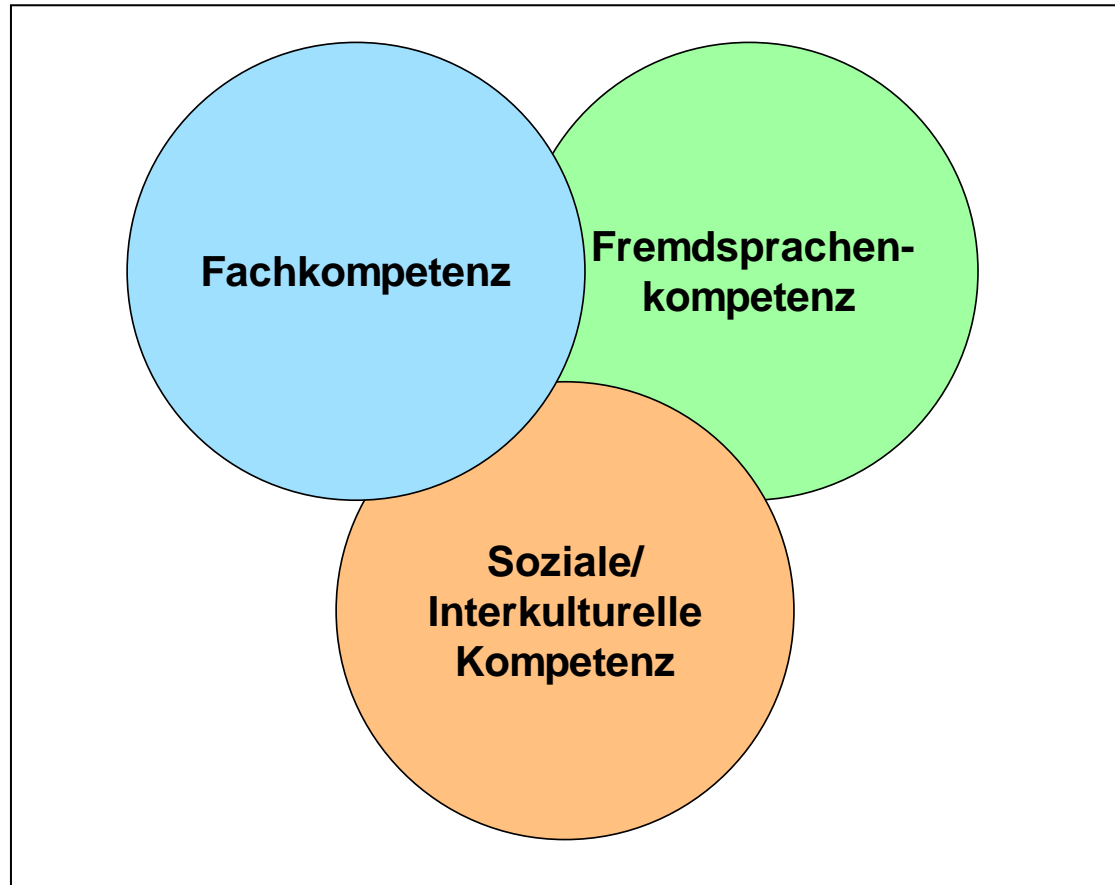 Fachkompetenz
Fremdsprachen-
kompetenz
Soziale/
Interkulturelle
Kompetenz